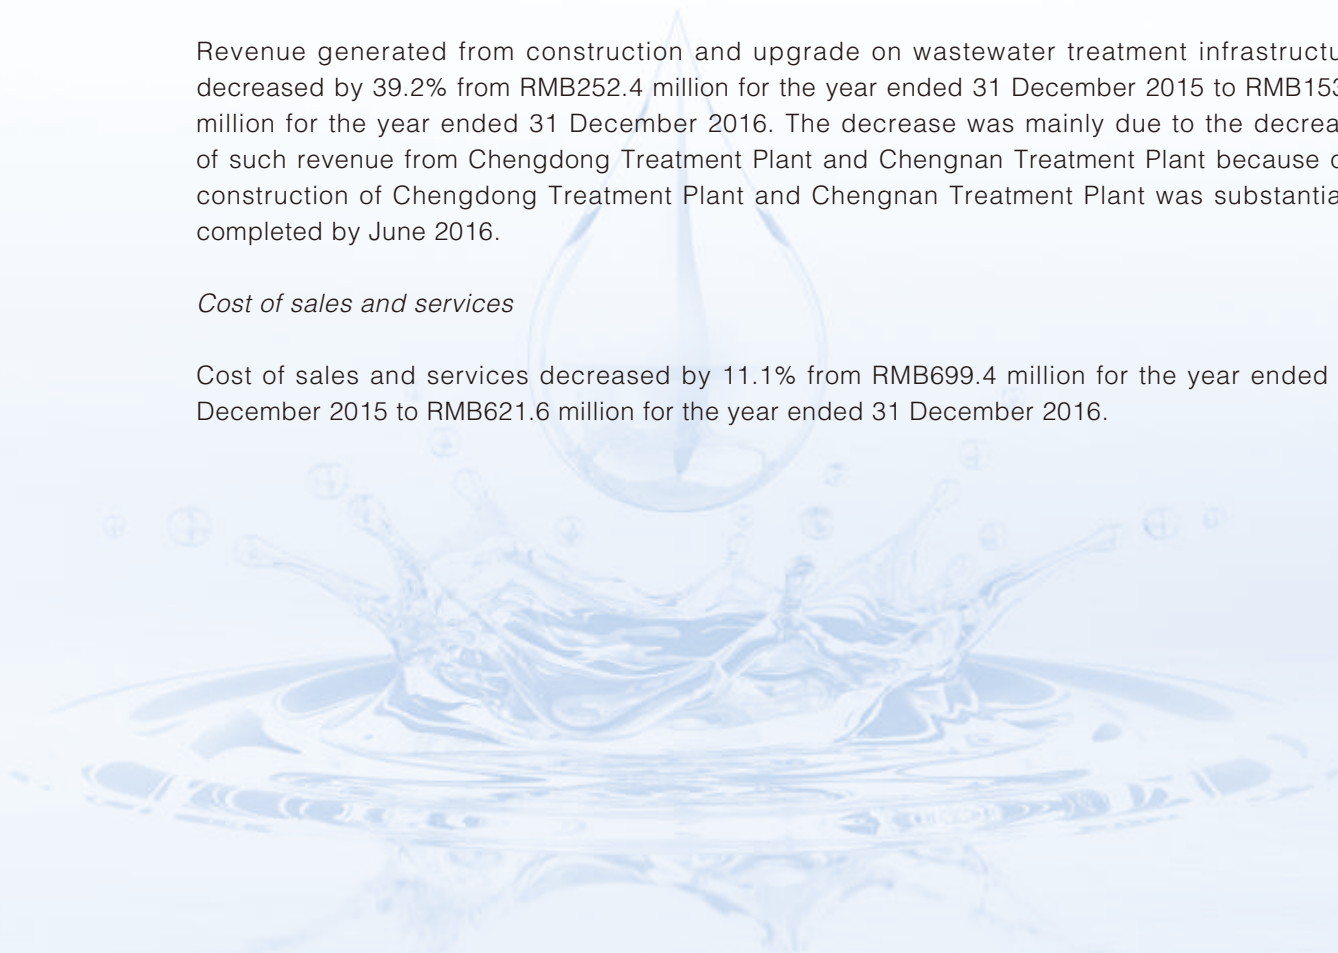 Revenue generated from construction and upgrade on wastewater treatment infrastructu
decreased by 39.2% from RMB252.4 million for the year ended 31 December 2015 to RMB153
million for the year ended 31 December 2016. The decrease was mainly due to the decrea
of such revenue from Chengdong Treatment Plant and Chengnan Treatment Plant because
construction of Chengdong Treatment Plant and Chengnan Treatment Plant was substantia
completed by June 2016.
Cost of sales and services
Cost of sales and services decreased by 11.1% from RMB699.4 million for the year ended
December 2015 to RMB621.6 million for the year ended 31 December 2016.